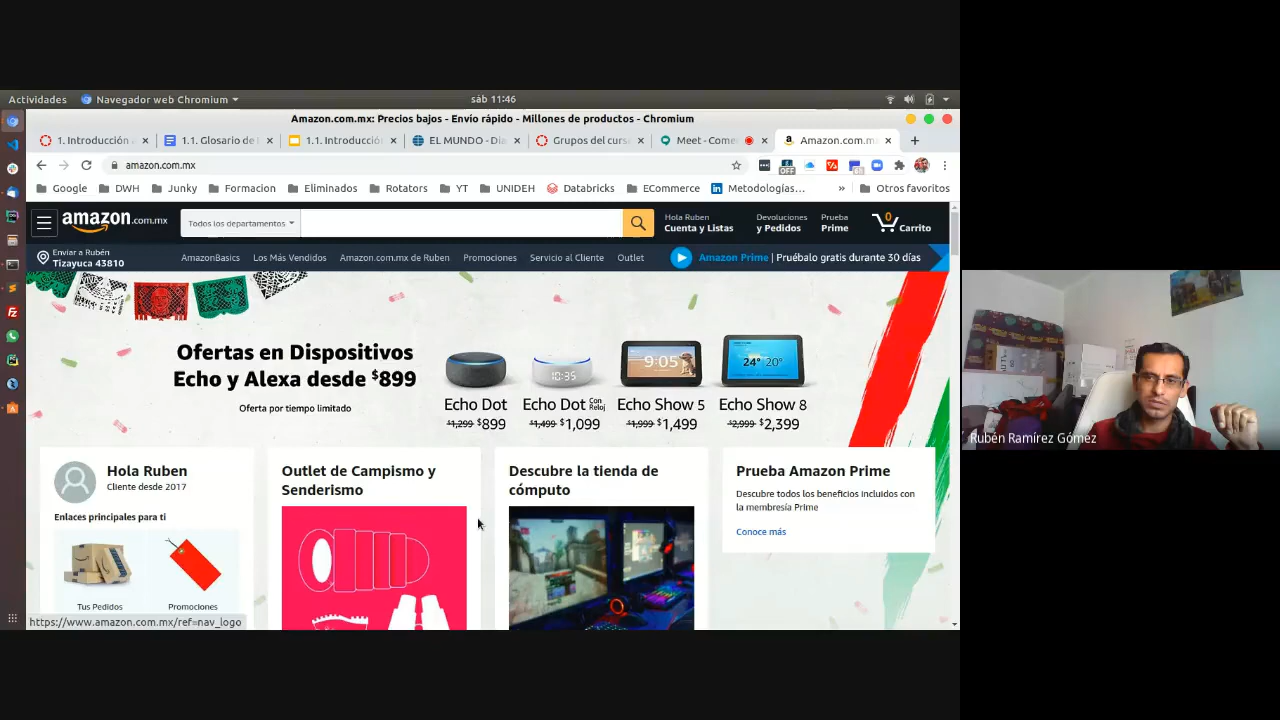 Actividades Navegador web Chromium sáb 11:46
Amazon.com.mx: Precios bajos - Envío rápido - Millones de productos - Chromium
1. Introducción 1.1. Glosario de 1.1. Introducció EL MUNDO - Dia Grupos del curs Meet - Come Amazon.com.m
amazon.com.mx OFF
Google DWH Junky Formacion Eliminados Rotators YT UNIDEH Databricks ECommerce Metodologías... » Otros favoritos
amazon.com.mx Todos los departamentos Hola Ruben Devoluciones Prueba 0
Cuenta y Listas y Pedidos Prime Carrito
Enviar a Rubén
Tizayuca 43810
AmazonBasics Los Más Vendidos Amazon.com.mx de Ruben Promociones Servicio al Cliente Outlet Amazon Prime | Pruébalo gratis durante 30 días
Ofertas en Dispositivos
Echo y Alexa desde $899
Oferta por tiempo limitado
10:35 9:05 24° 20°
Echo Dot Echo Dot Con Reloj Echo Show 5 Echo Show 8
$1,299 $899 $1,499 $1,099 $1,999 $1,499 $2,999 $2,399
Hola Ruben
Cliente desde 2017
Enlaces principales para ti
Tus Pedidos Promociones
Outlet de Campismo y
Senderismo
Descubre la tienda de
cómputo
Prueba Amazon Prime
Descubre todos los beneficios incluidos con
la membresía Prime
Conoce más
https://www.amazon.com.mx/ref=nav_logo
Rubén Ramírez Gómez